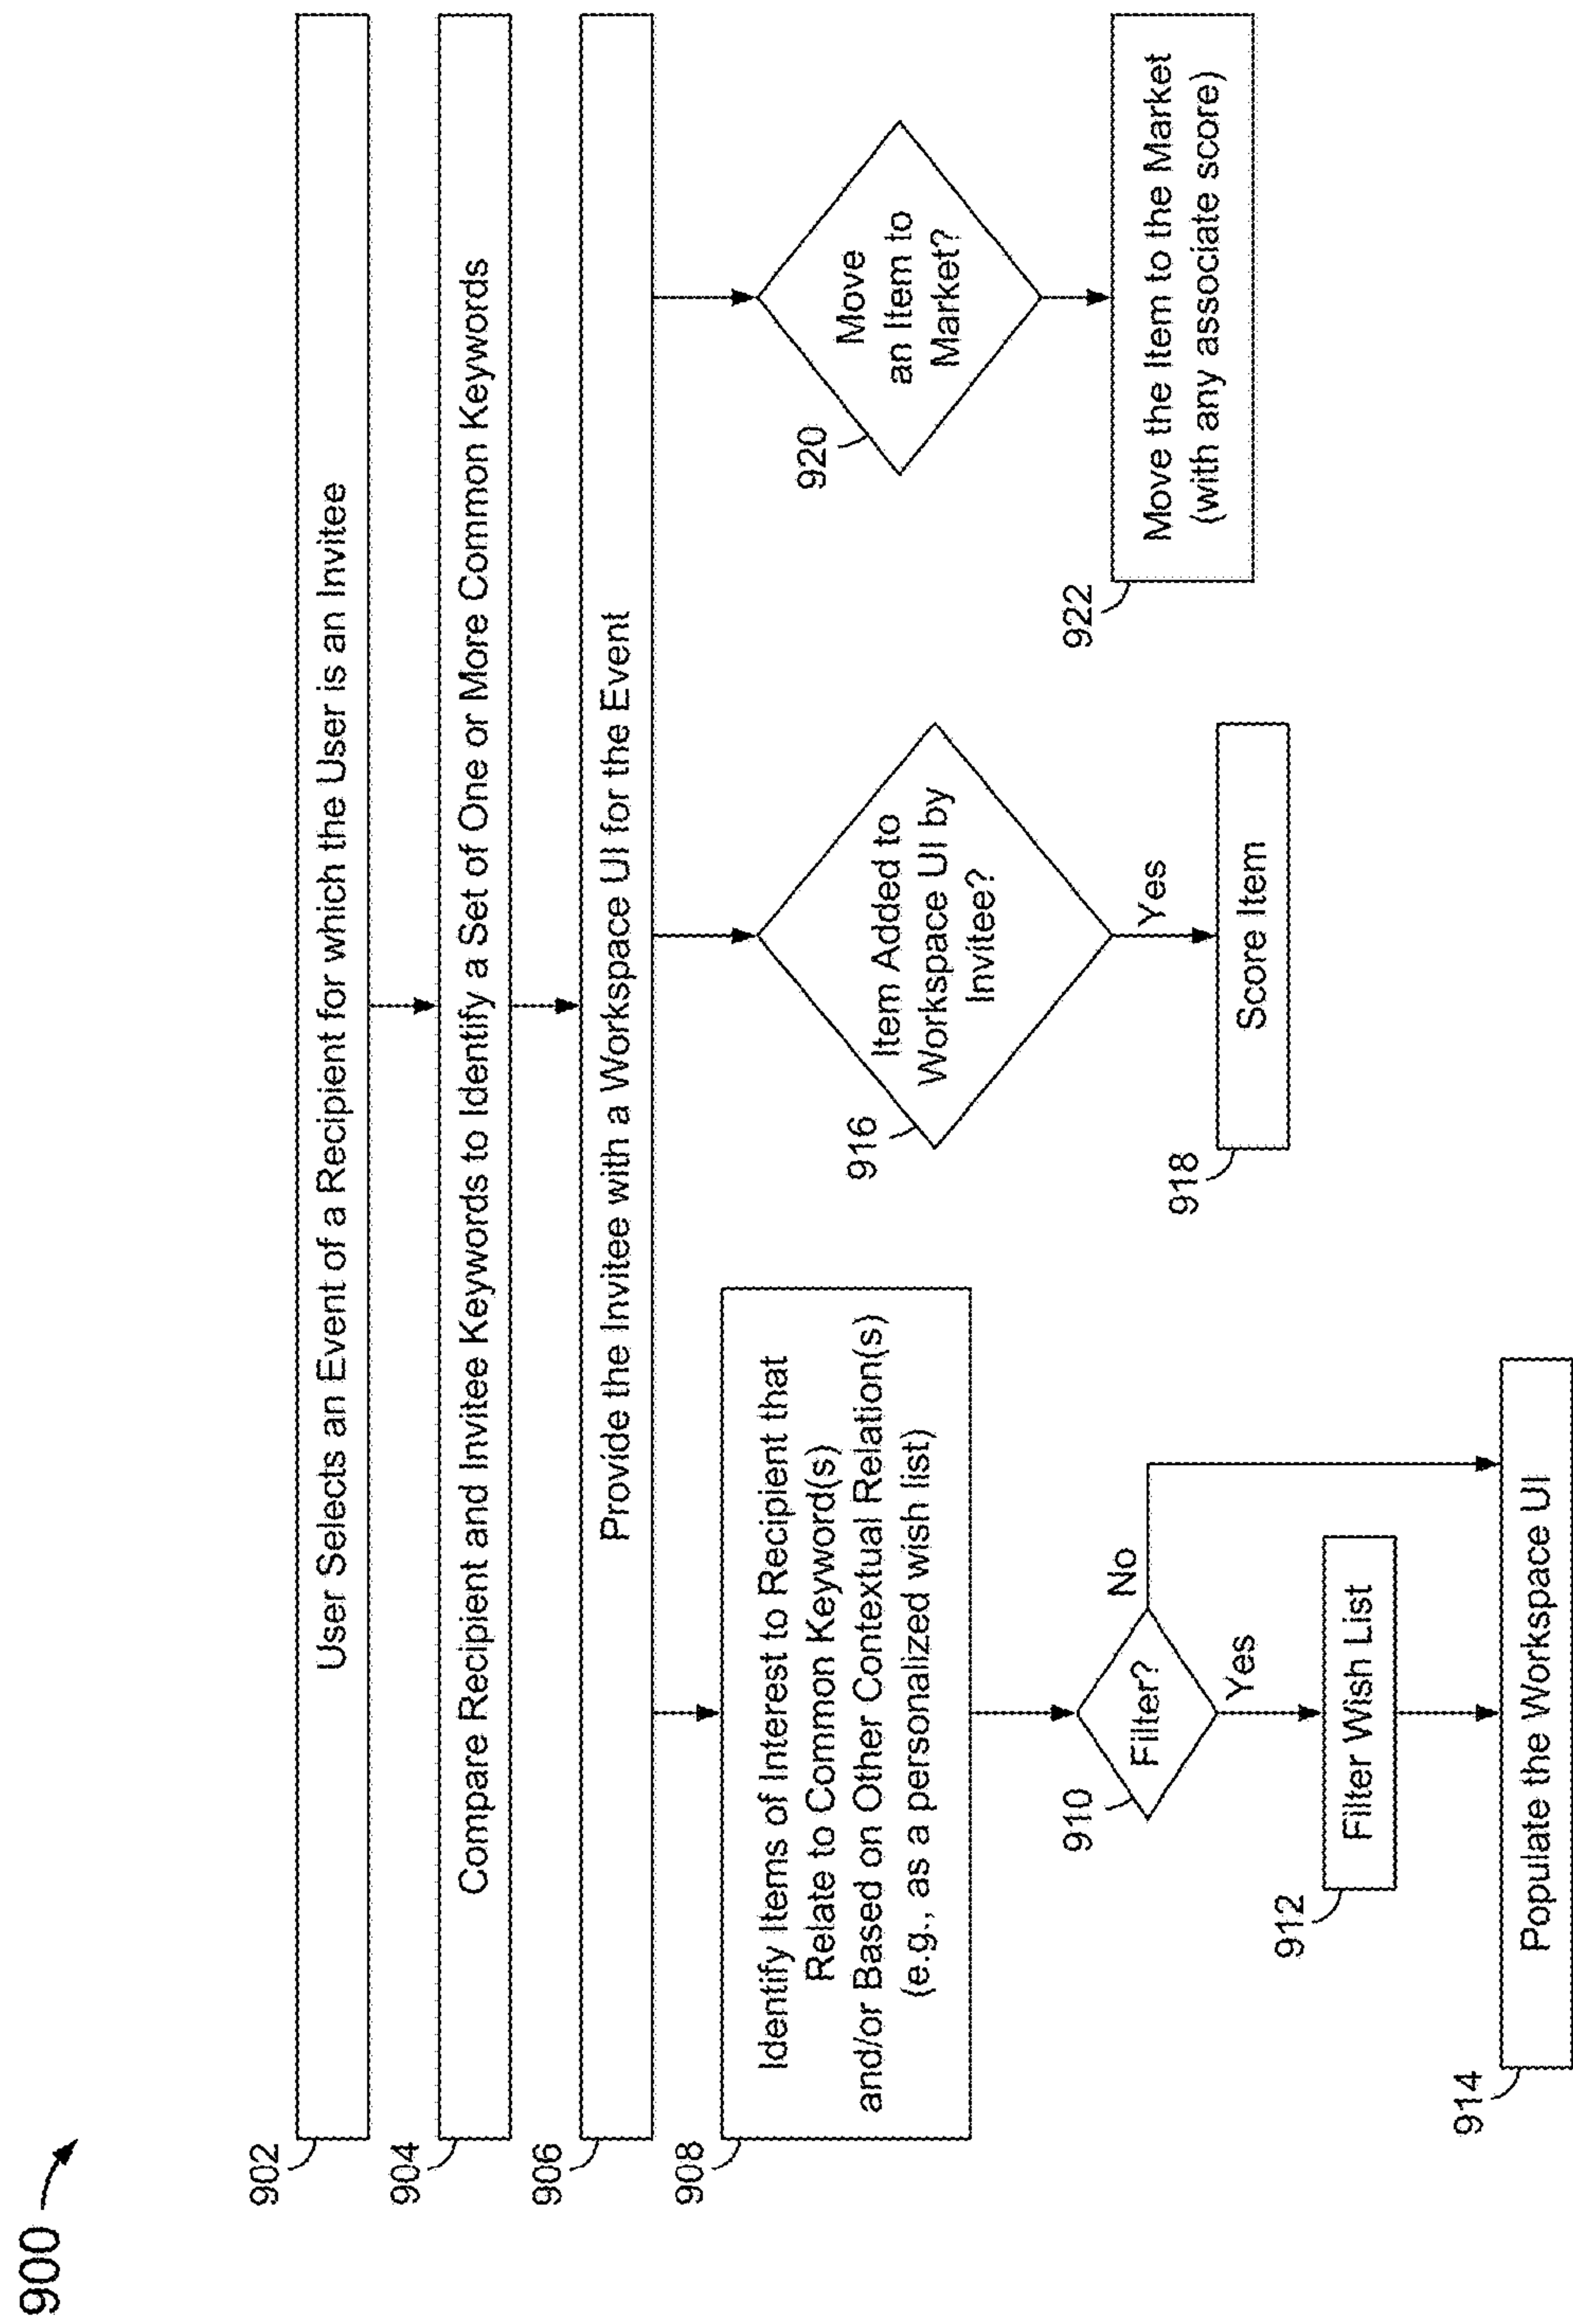 900
902
User Selects an Event of a Recipient for which the User is an Invitee
904
Compare Recipient and Invitee Keywords to Identify a Set of One or More Common Keywords
906
Provide the Invitee with a Workspace UI for the Event
908
Identify Items of Interest to Recipient that
Relate to Common Keyword(s)
and/or Based on Other Contextual Relation(s)
(e.g., as a personalized wish list)
910
Filter?
No
Yes
912
Filter Wish List
914
Populate the Workspace UI
916
Item Added to
Workspace UI by
Invitee?
Yes
918
Score Item
920
Move
an Item to
Market?
922
Move the Item to the Market
(with any associate score)